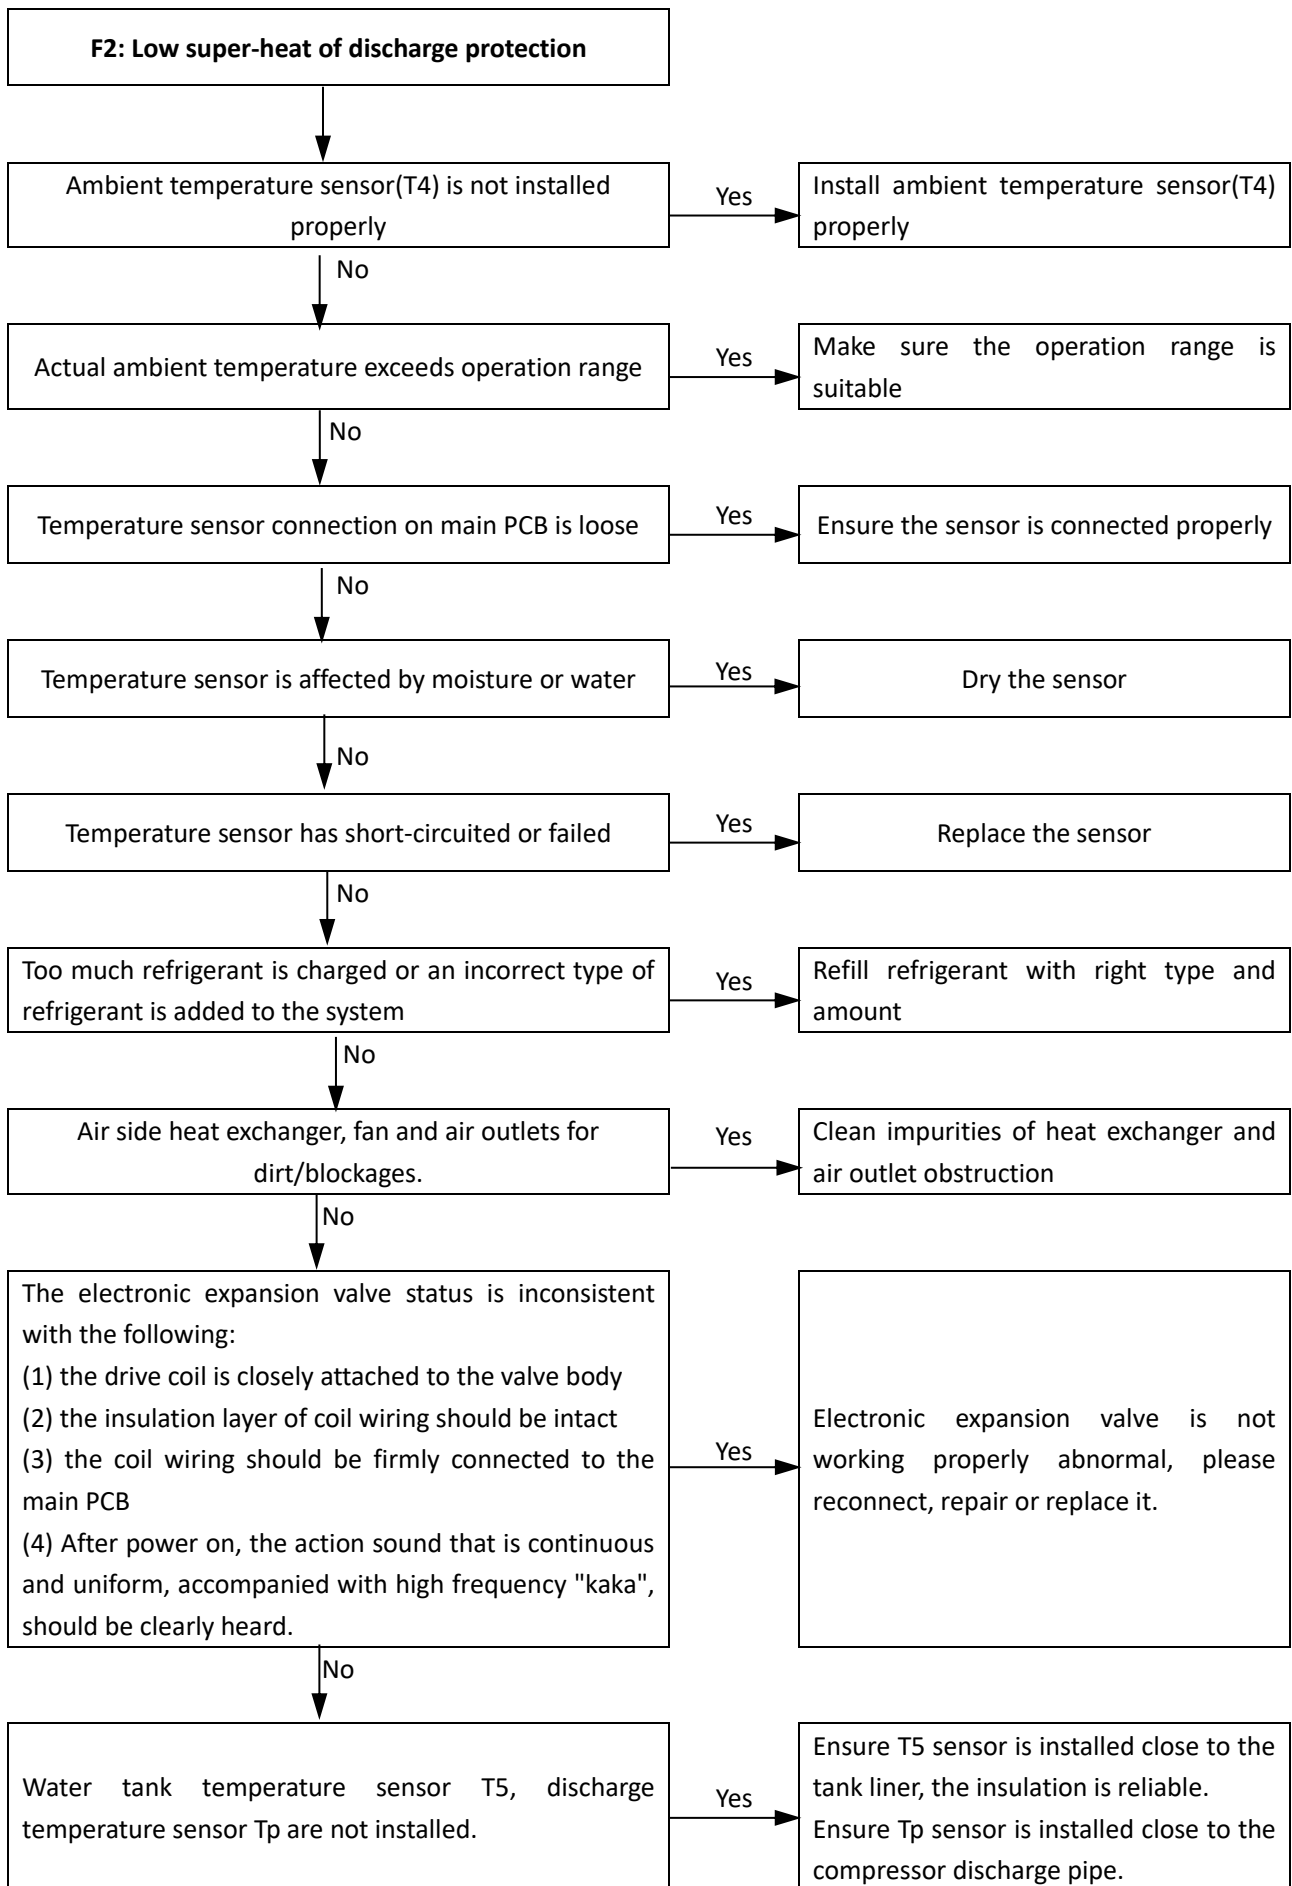 F2: Low super-heat of discharge protection
Ambient temperature sensor(T4) is not installed
properly
Yes
Install ambient temperature sensor(T4)
properly
No
Actual ambient temperature exceeds operation range
Yes
Make sure the operation range is
suitable
No
Temperature sensor connection on main PCB is loose
Yes
Ensure the sensor is connected properly
No
Temperature sensor is affected by moisture or water
Yes
Dry the sensor
No
Temperature sensor has short-circuited or failed
Yes
Replace the sensor
No
Too much refrigerant is charged or an incorrect type of
refrigerant is added to the system
Yes
Refill refrigerant with right type and
amount
No
Air side heat exchanger, fan and air outlets for
dirt/blockages.
Yes
Clean impurities of heat exchanger and
air outlet obstruction
No
The electronic expansion valve status is inconsistent
with the following:
(1) the drive coil is closely attached to the valve body
(2) the insulation layer of coil wiring should be intact
(3) the coil wiring should be firmly connected to the
main PCB
(4) After power on, the action sound that is continuous
and uniform, accompanied with high frequency "kaka",
should be clearly heard.
Yes
Electronic expansion valve is not
working properly abnormal, please
reconnect, repair or replace it.
No
Water tank temperature sensor T5, discharge
temperature sensor Tp are not installed.
Yes
Ensure T5 sensor is installed close to the
tank liner, the insulation is reliable.
Ensure Tp sensor is installed close to the
compressor discharge pipe.